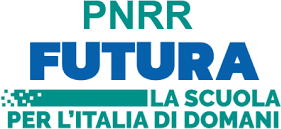 PNRR
FUTURA
LA SCUOLA
PER L'ITALIA DI DOMANI